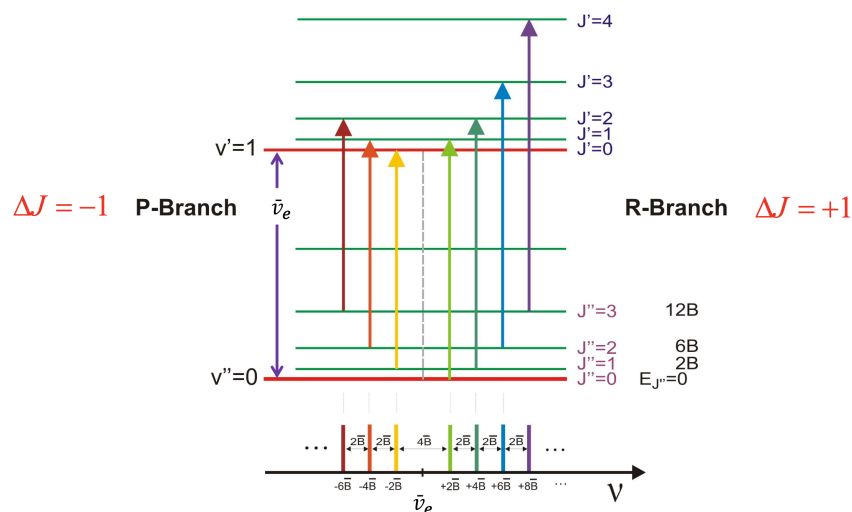 J'=4
J'=3
J'=2
J'=1
v'=1 J'=0
ΔJ = −1 P-Branch v̄ₑ R-Branch ΔJ = +1
J''=3 12B
J''=2 6B
J''=1 2B
v''=0 J''=0 E_J''=0
... 2B̄ 2B̄ 4B̄ 2B̄ 2B̄ 2B̄ ...
-6B̄ -4B̄ -2B̄ +2B̄ +4B̄ +6B̄ +8B̄ ... ν
v̄ₑ